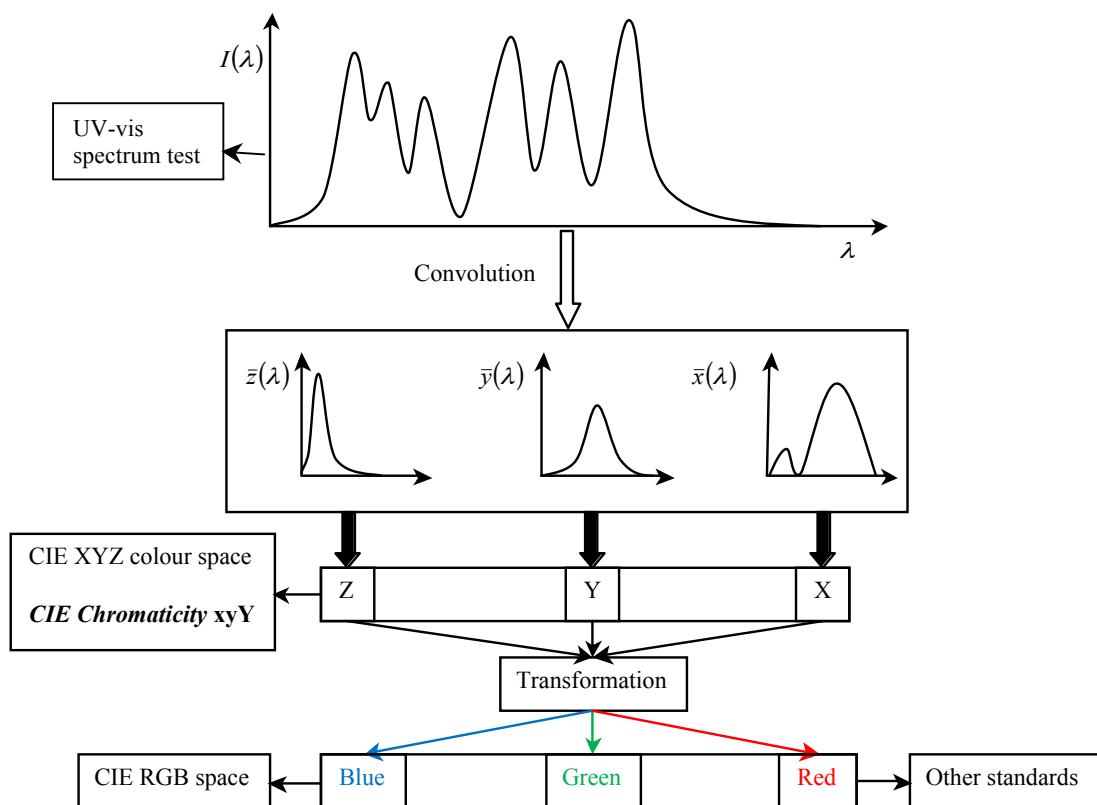 I(λ)
UV-vis
spectrum test
λ
Convolution
z̄(λ)
ȳ(λ)
x̄(λ)
CIE XYZ colour space
CIE Chromaticity xyY
Z
Y
X
Transformation
CIE RGB space
Blue
Green
Red
Other standards